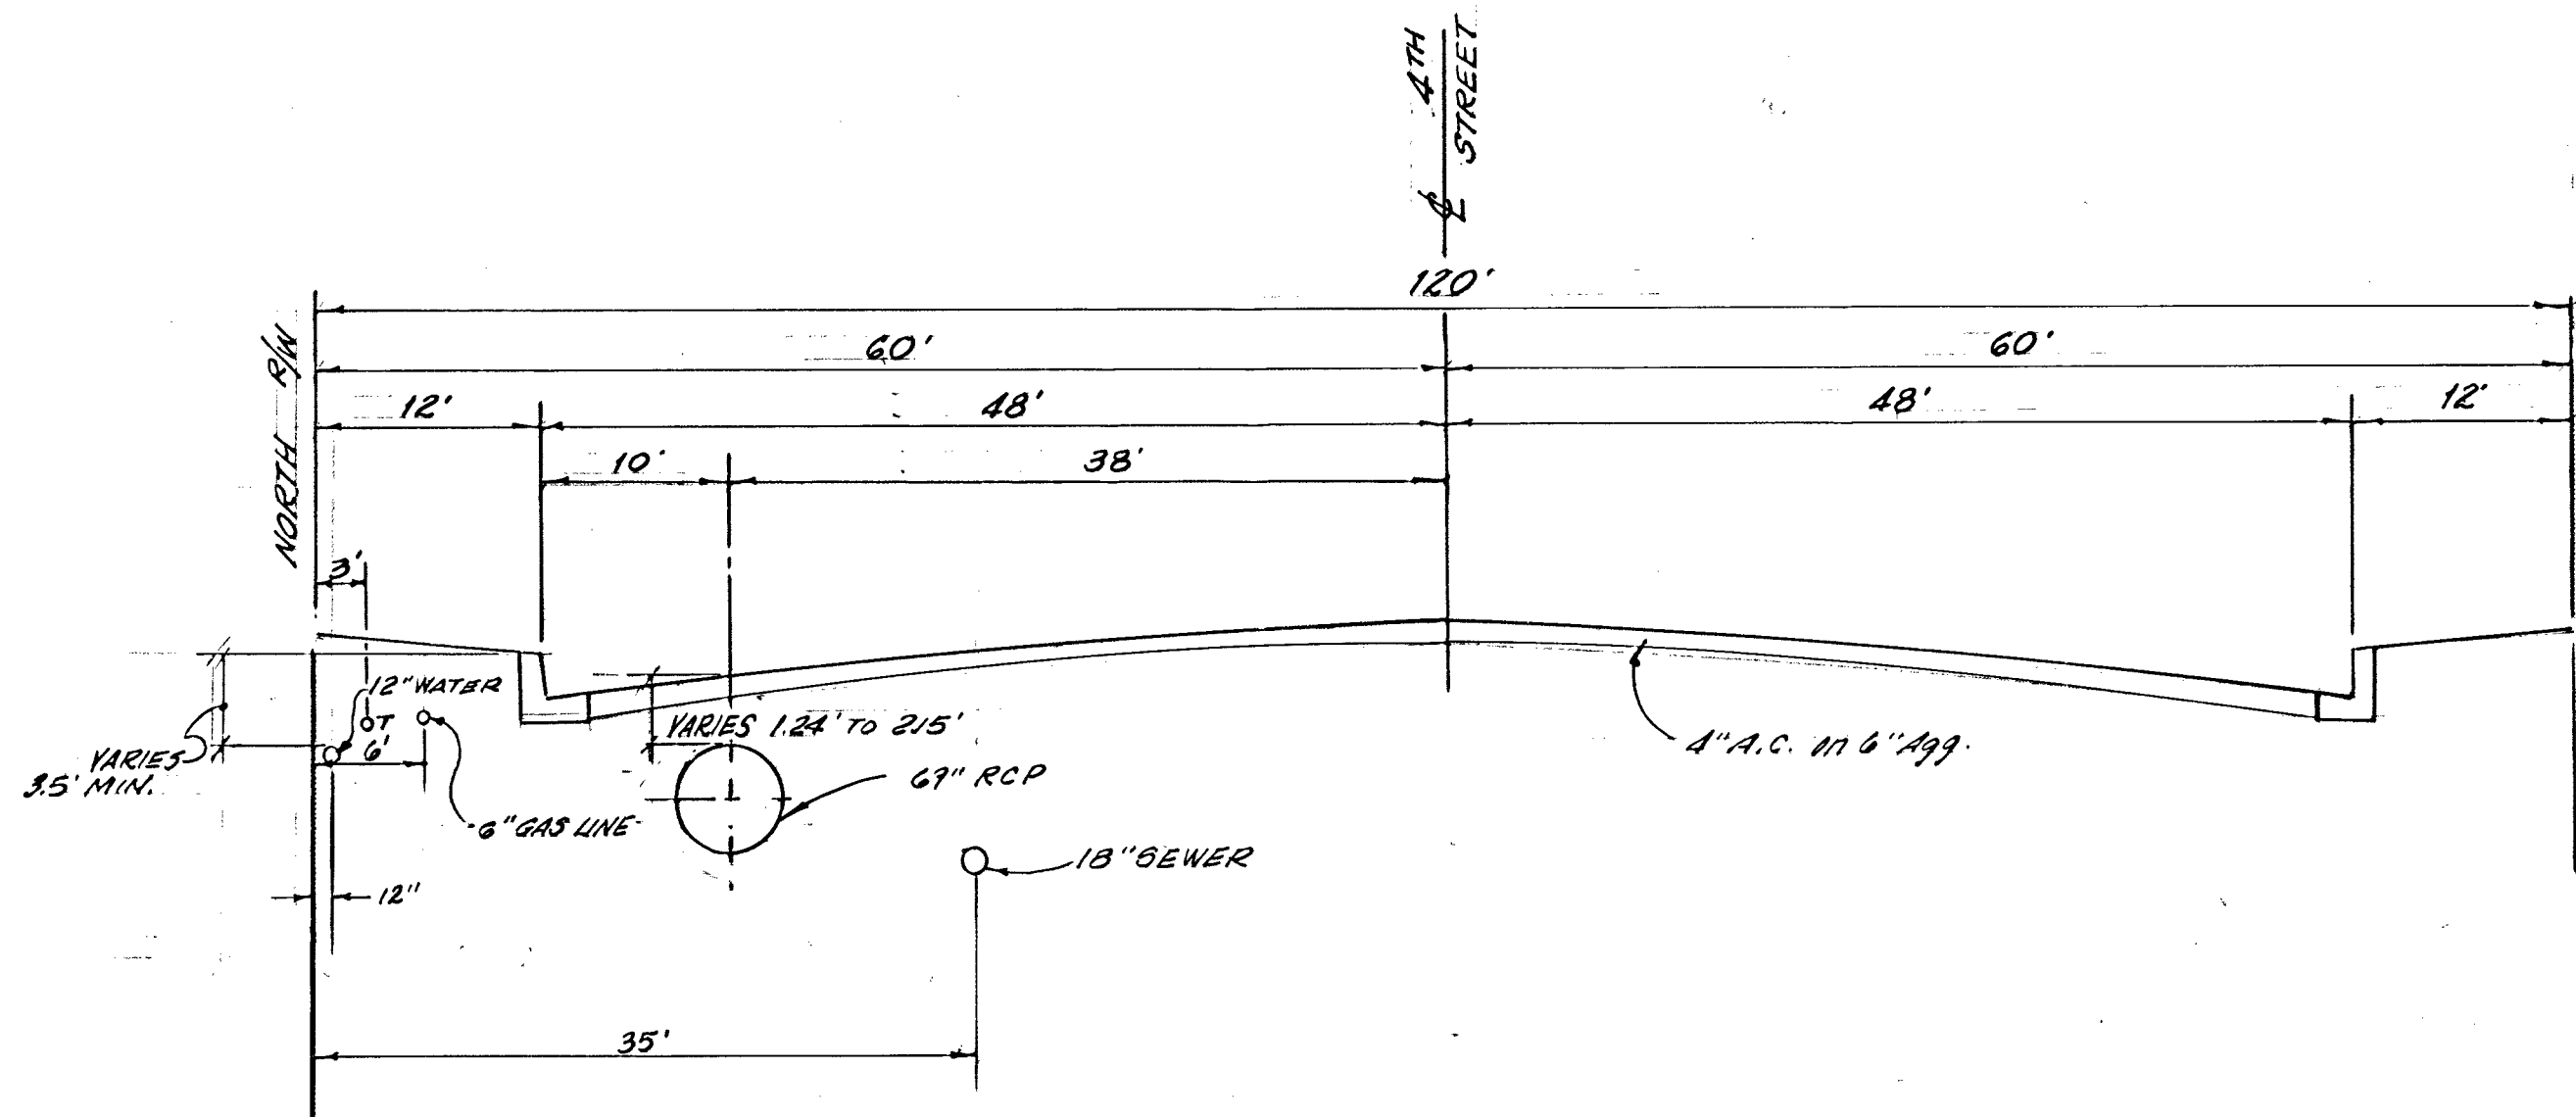 4TH
STREET
℄
120'
60'
60'
12'
48'
48'
12'
10'
38'
NORTH R/W
3'
12" WATER
T
6'
VARIES
3.5' MIN.
VARIES 1.24' TO 2.15'
4" A.C. on 6" Agg.
RCP
6" GAS LINE
18" SEWER
12"
35'